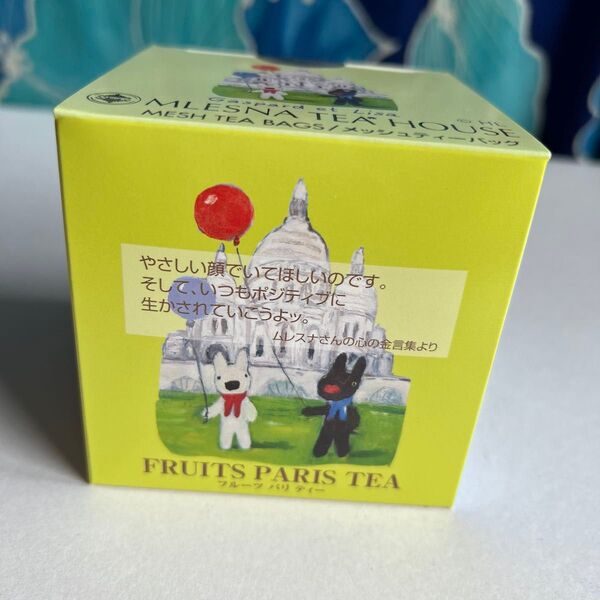 Gaspard et Lisa
© HC
MLESNA TEA HOUSE
MESH TEA BAGS/メッシュティーバッグ
やさしい顔でいてほしいのです。
そして、いつもポジティブに
生かされていこうよッ。
ムレスナさんの心の金言集より
FRUITS PARIS TEA
フルーツ パリ ティー